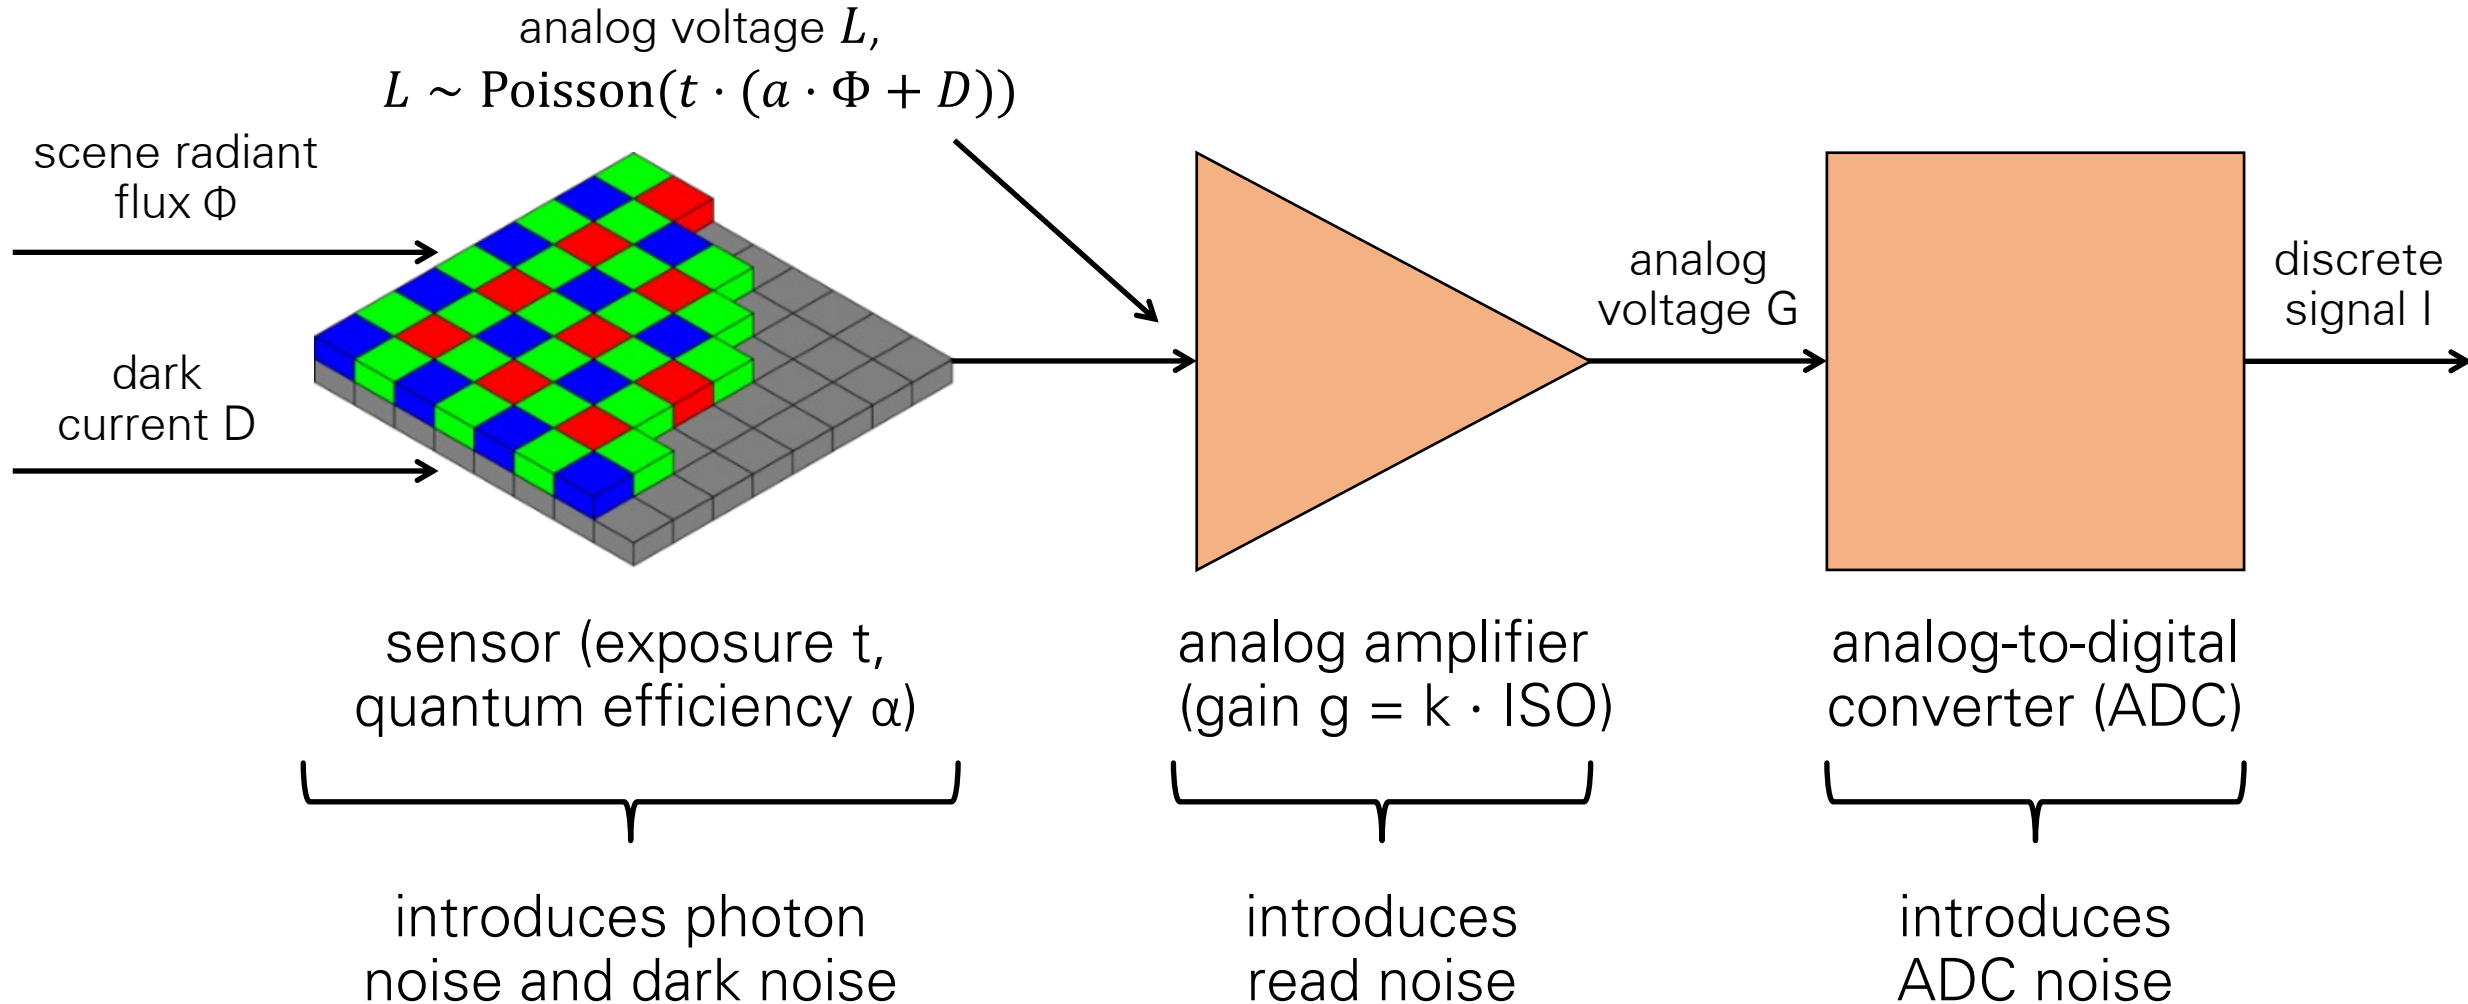 analog voltage L,
L ~ Poisson(t · (a · Φ + D))
scene radiant
flux Φ
dark
current D
analog
voltage G
discrete
signal I
sensor (exposure t,
quantum efficiency α)
analog amplifier
(gain g = k · ISO)
analog-to-digital
converter (ADC)
introduces photon
noise and dark noise
introduces
read noise
introduces
ADC noise